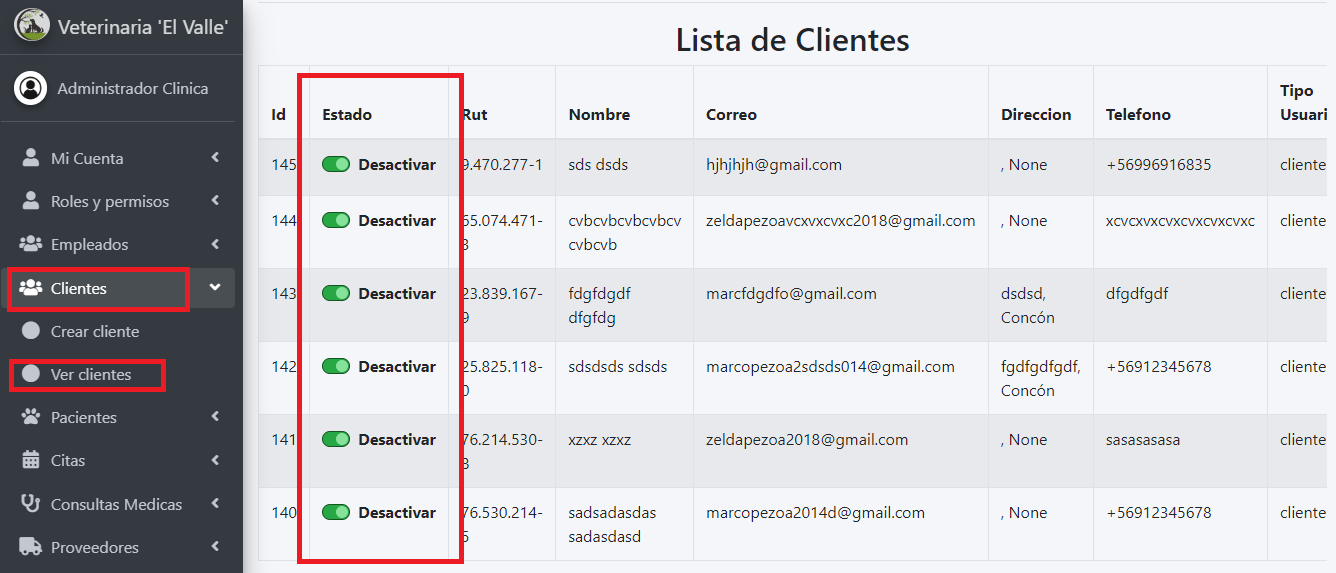 Veterinaria 'El Valle'
Administrador Clinica
Mi Cuenta
Roles y permisos
Empleados
Clientes
Crear cliente
Ver clientes
Pacientes
Citas
Consultas Medicas
Proveedores
Lista de Clientes
Id Estado Rut Nombre Correo Direccion Telefono Tipo
Usuari
145 Desactivar 9.470.277-1 sds dsds hjhjhjh@gmail.com , None +56996916835 cliente
144 Desactivar 65.074.471- cvbcvbcvbcvbcv zeldapezoavcxvxcvxc2018@gmail.com , None xcvcxvxcvxcvxcvxcvxc cliente
3 cvbcvb
143 Desactivar 23.839.167- fdgfdgdf marcfdgdfo@gmail.com dsdsd, dfgdfgdf cliente
9 dfgfdg Concón
142 Desactivar 25.825.118- sdsdsds sdsds marcopezoa2sdsds014@gmail.com fgdfgdfgdf, +56912345678 cliente
0 Concón
141 Desactivar 76.214.530- xzxz xzxz zeldapezoa2018@gmail.com , None sasasasasa cliente
3
140 Desactivar 76.530.214- sadsadasdas marcopezoa2014d@gmail.com , None +56912345678 cliente
sadasdasd